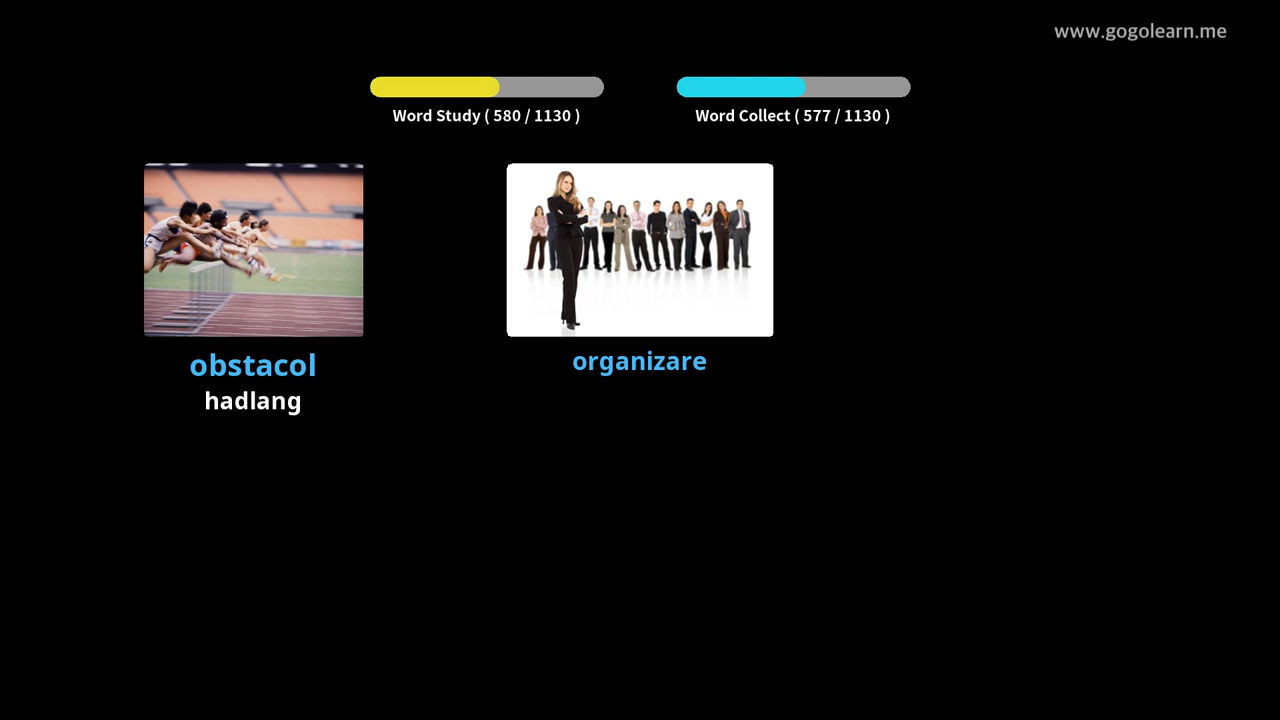 www.gogolearn.me
Word Study ( 580 / 1130 )
Word Collect ( 577 / 1130 )
obstacol
hadlang
organizare